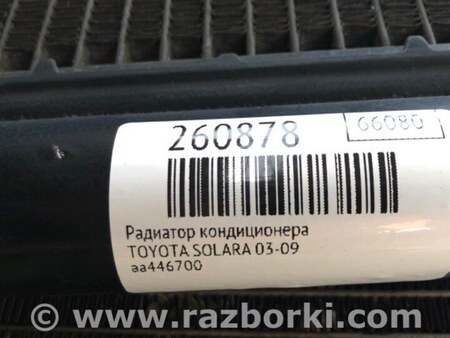 260878
66080
Радиатор кондиционера
TOYOTA SOLARA 03-09
aa446700
www.razborki.com